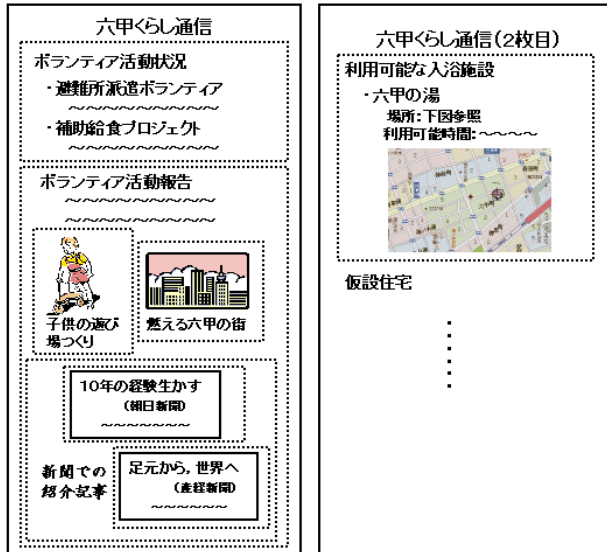 六甲くらし通信
ボランティア活動状況
・避難所派遣ボランティア
～～～～～～～～～
・補助給食プロジェクト
～～～～～～～～～
ボランティア活動報告
～～～～～～～～～
～～～～～～～～～
子供の遊び
場つくり
燃える六甲の街
10年の経験生かす
(朝日新聞)
～～～～～～～
新聞での
紹介記事
足元から，世界へ
(産経新聞)
～～～～～～
六甲くらし通信(2枚目)
利用可能な入浴施設
・六甲の湯
場所:下図参照
利用可能時間:～～～～
仮設住宅